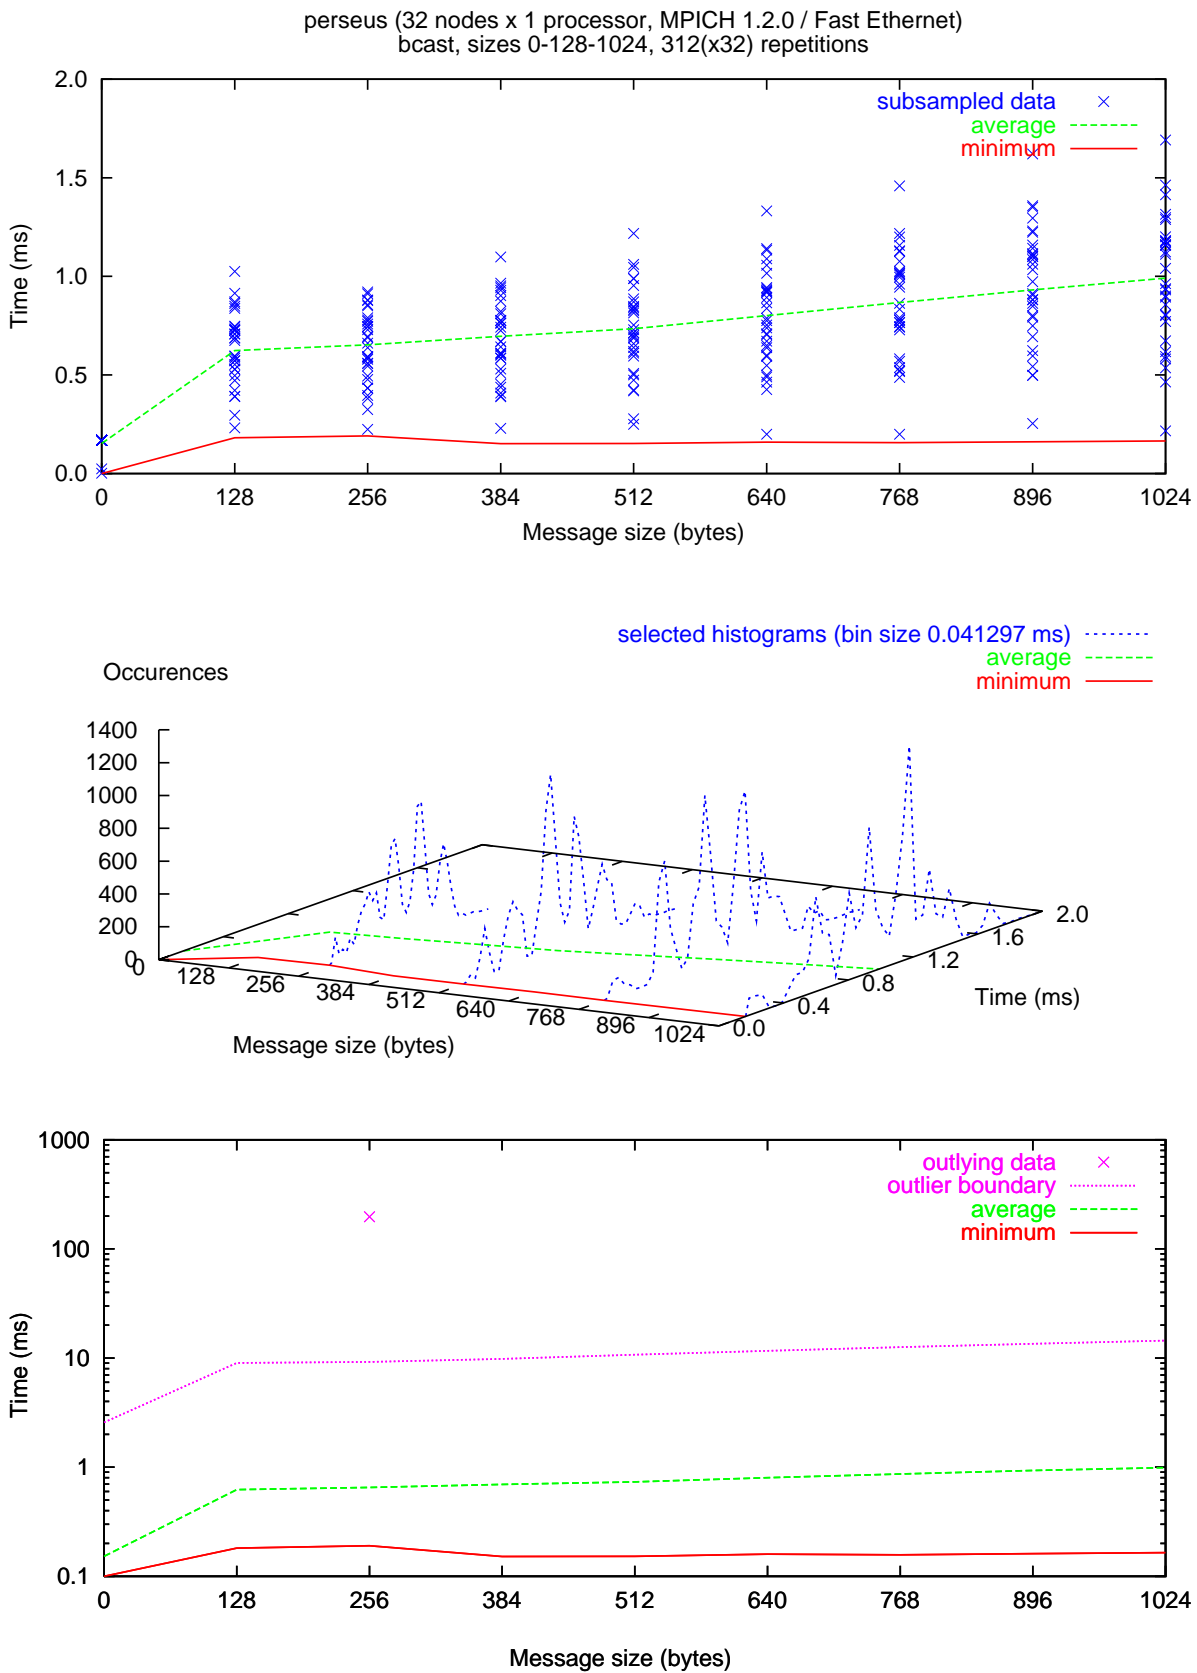 perseus (32 nodes x 1 processor, MPICH 1.2.0 / Fast Ethernet)
bcast, sizes 0-128-1024, 312(x32) repetitions
2.0
1.5
1.0
0.5
0.0
Time (ms)
subsampled data
average
minimum
0 128 256 384 512 640 768 896 1024
Message size (bytes)
selected histograms (bin size 0.041297 ms)
average
minimum
Occurences
1400
1200
1000
800
600
400
200
0
0 128 256 384 512 640 768 896 1024
Message size (bytes)
0.0 0.4 0.8 1.2 1.6 2.0
Time (ms)
1000
100
10
1
0.1
Time (ms)
outlying data
outlier boundary
average
minimum
0 128 256 384 512 640 768 896 1024
Message size (bytes)